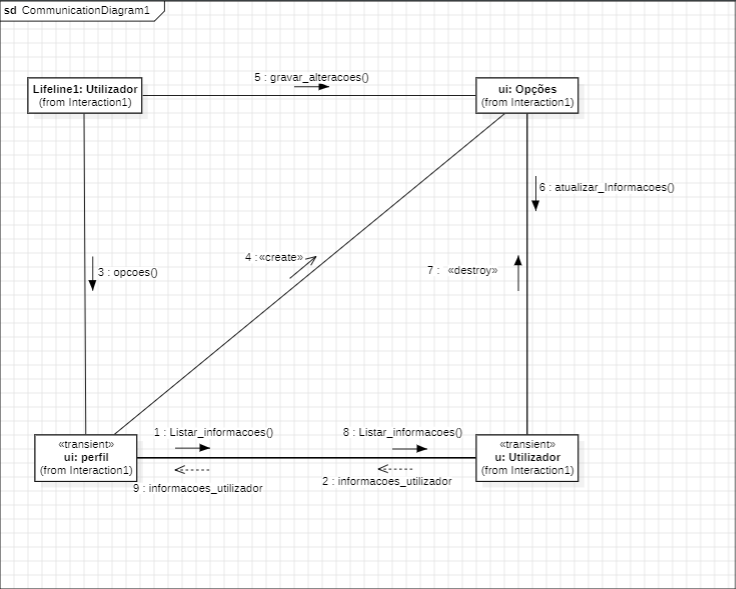 sd CommunicationDiagram1
5 : gravar_alteracoes()
Lifeline1: Utilizador
(from Interaction1)
ui: Opções
(from Interaction1)
6 : atualizar_Informacoes()
4 : «create»
3 : opcoes()
7 : «destroy»
1 : Listar_informacoes()
8 : Listar_informacoes()
«transient»
ui: perfil
(from Interaction1)
«transient»
u: Utilizador
(from Interaction1)
9 : informacoes_utilizador
2 : informacoes_utilizador